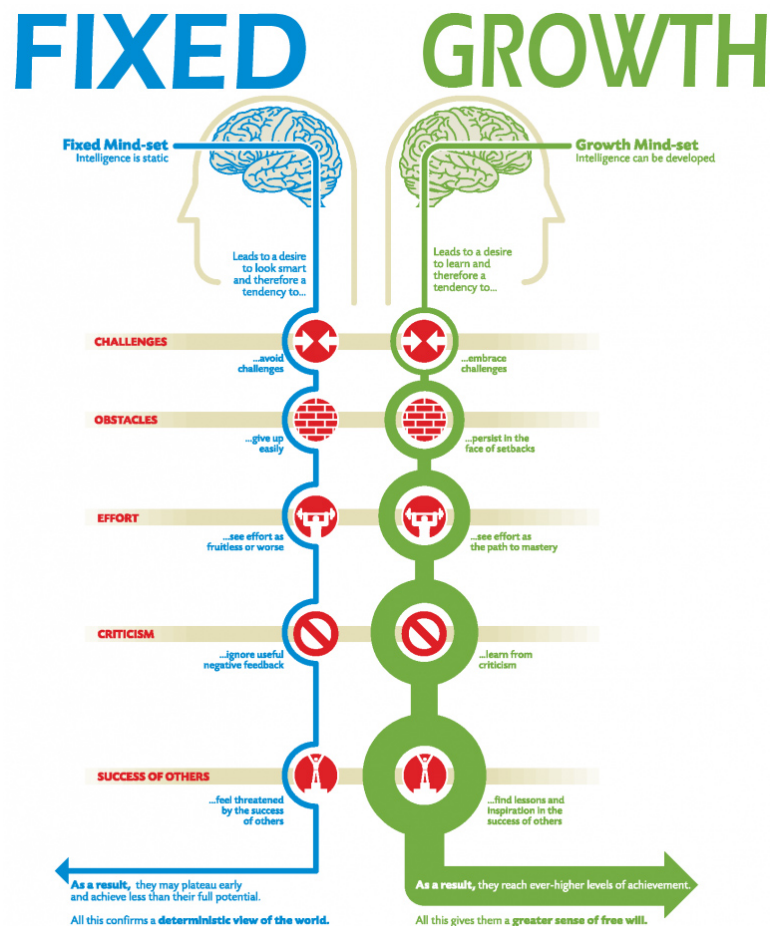 FIXED
GROWTH
Fixed Mind-set
Intelligence is static
Growth Mind-set
Intelligence can be developed
Leads to a desire
to look smart
and therefore a
tendency to...
Leads to a desire
to learn and
therefore a
tendency to...
CHALLENGES
...avoid
challenges
...embrace
challenges
OBSTACLES
...give up
easily
...persist in the
face of setbacks
EFFORT
...see effort as
fruitless or worse
...see effort as
the path to mastery
CRITICISM
...ignore useful
negative feedback
...learn from
criticism
SUCCESS OF OTHERS
...feel threatened
by the success
of others
...find lessons and
inspiration in the
success of others
As a result, they may plateau early
and achieve less than their full potential.
All this confirms a deterministic view of the world.
As a result, they reach ever-higher levels of achievement.
All this gives them a greater sense of free will.